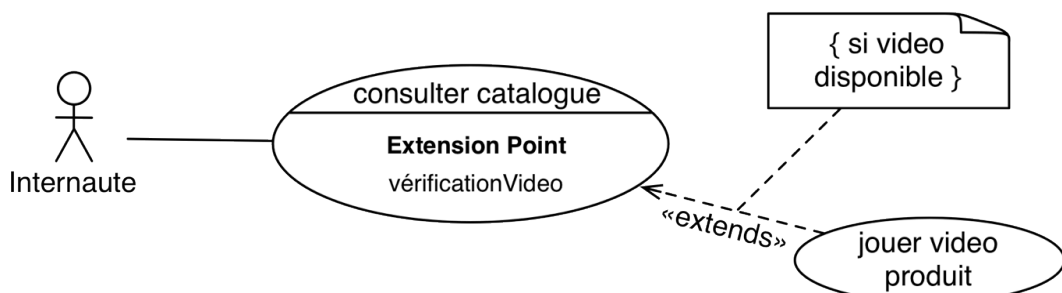 { si video
disponible }
consulter catalogue
Extension Point
vérificationVideo
Internaute
«extends»
jouer video
produit